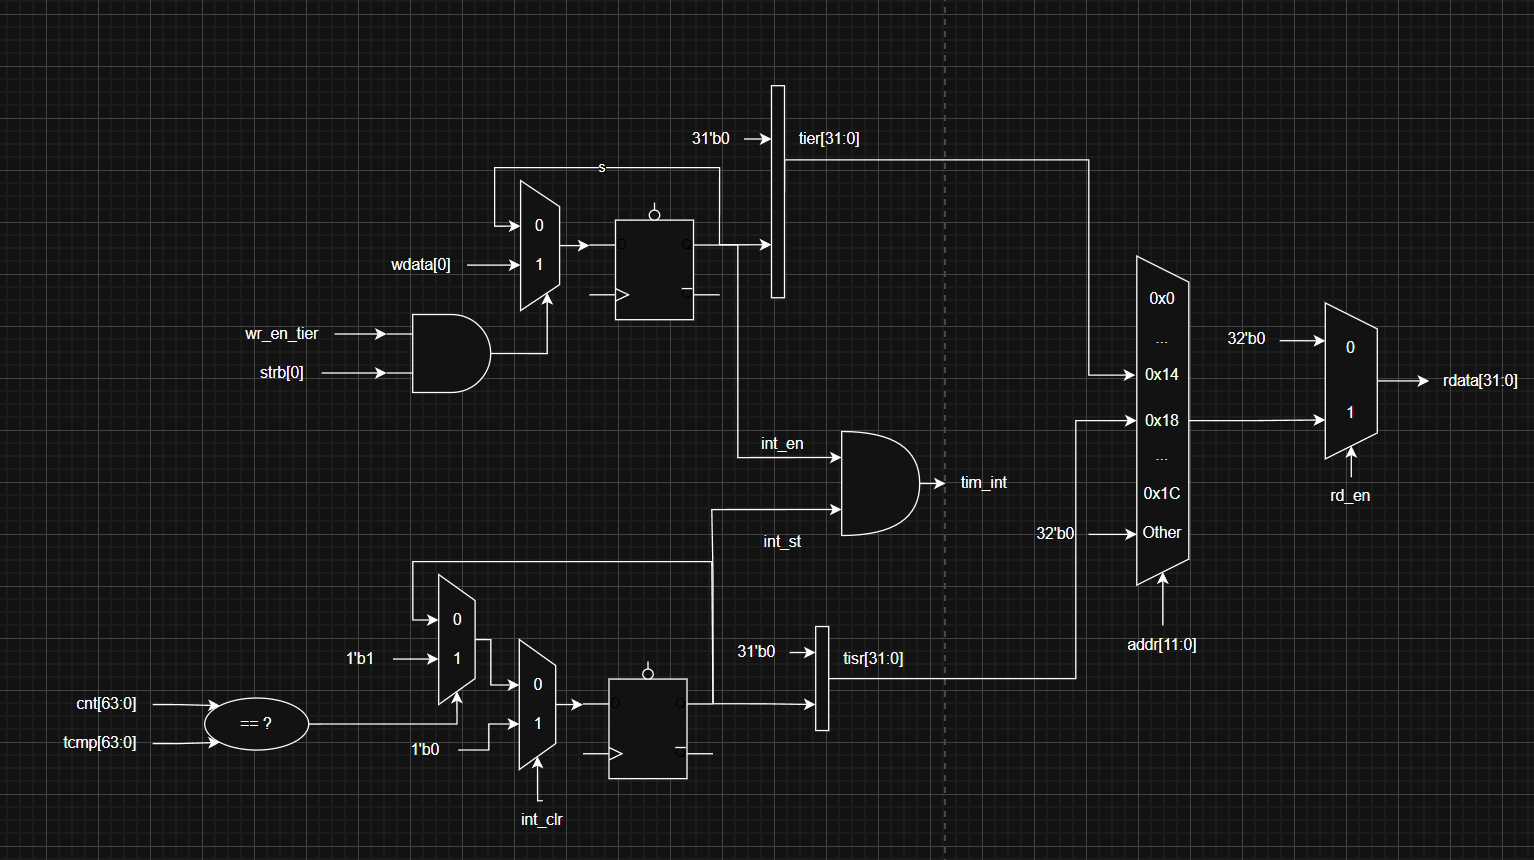 31'b0
tier[31:0]
s
0
wdata[0]
1
D
Q
Q
wr_en_tier
strb[0]
0x0
...
32'b0
0
0x14
rdata[31:0]
1
0x18
int_en
...
tim_int
0x1C
rd_en
32'b0
Other
int_st
0
addr[11:0]
1'b1
1
31'b0
tisr[31:0]
0
cnt[63:0]
D
Q
== ?
1
tcmp[63:0]
1'b0
Q
int_clr